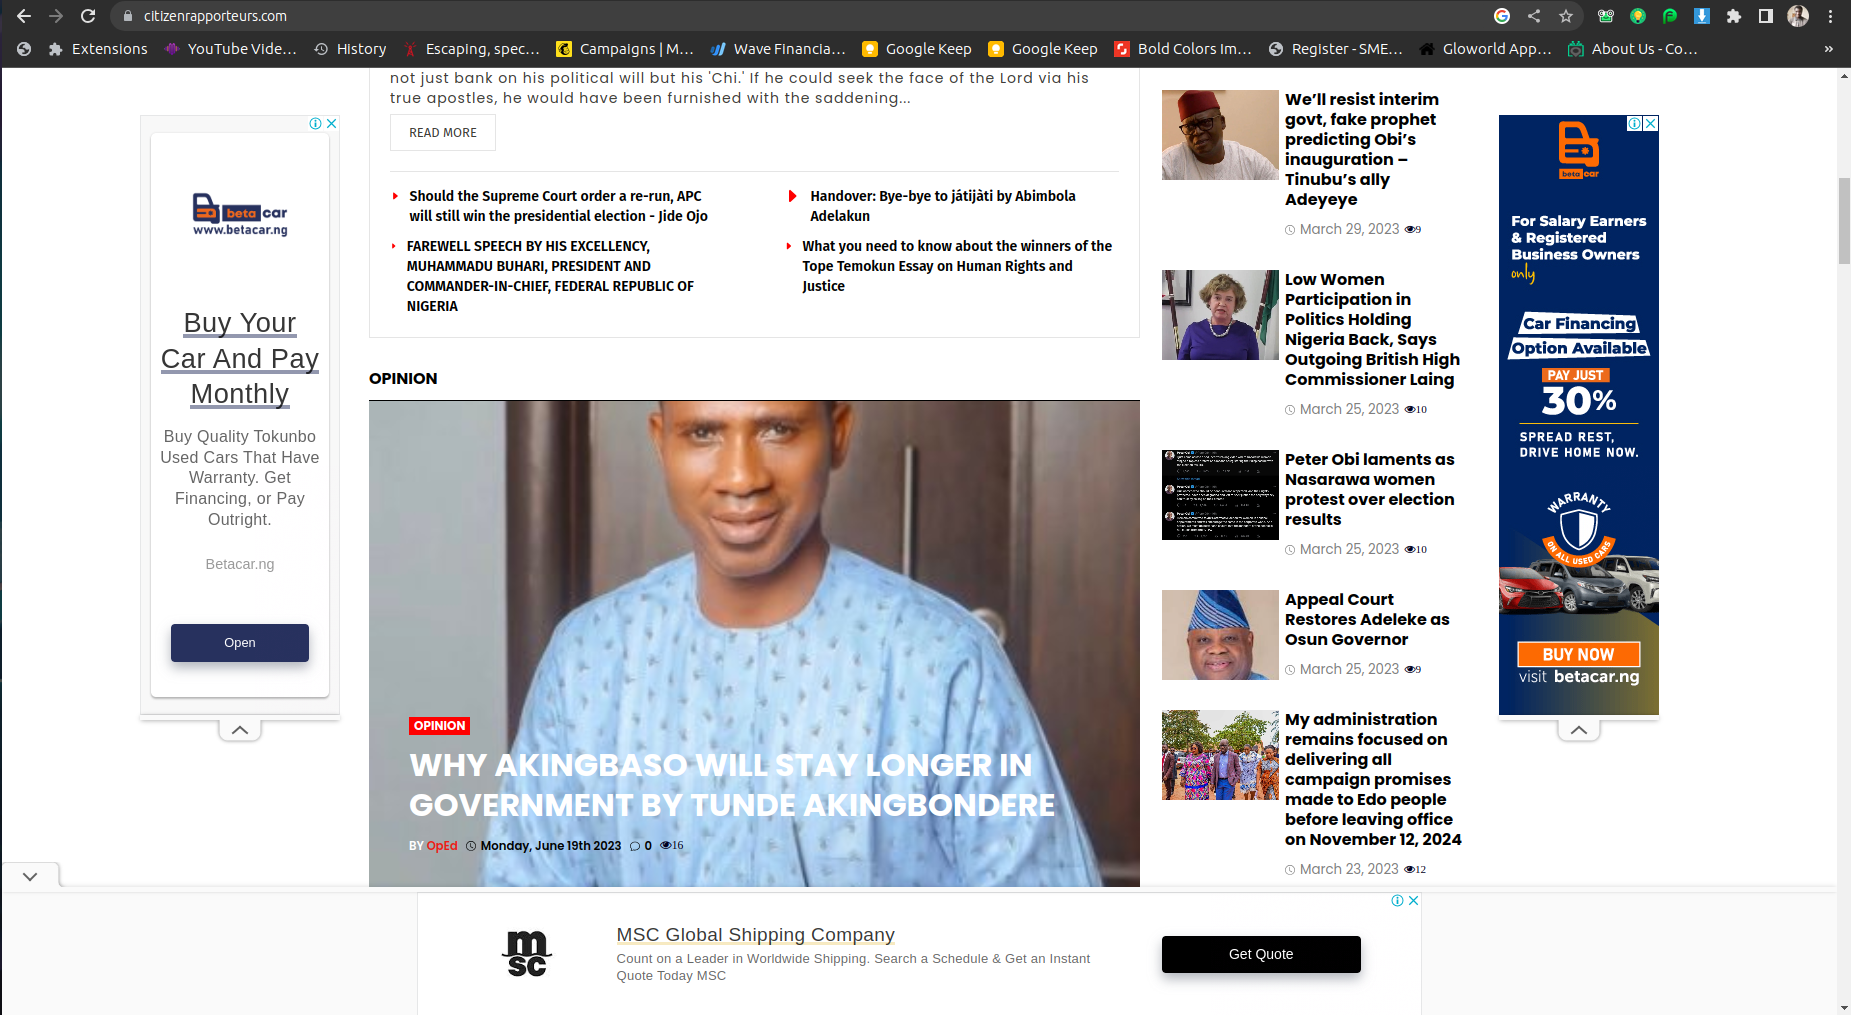 citizenrapporteurs.com
Extensions
YouTube Vide...
History
Escaping, spec...
Campaigns | M...
Wave Financia...
Google Keep
Google Keep
Bold Colors Im...
Register - SME...
Gloworld App...
About Us - Co...
»
beta car
www.betacar.ng
Buy Your
Car And Pay
Monthly
Buy Quality Tokunbo
Used Cars That Have
Warranty. Get
Financing, or Pay
Outright.
Betacar.ng
Open
not just bank on his political will but his 'Chi.' If he could seek the face of the Lord via his
true apostles, he would have been furnished with the saddening...
READ MORE
Should the Supreme Court order a re-run, APC
will still win the presidential election - Jide Ojo
FAREWELL SPEECH BY HIS EXCELLENCY,
MUHAMMADU BUHARI, PRESIDENT AND
COMMANDER-IN-CHIEF, FEDERAL REPUBLIC OF
NIGERIA
Handover: Bye-bye to játijàti by Abimbola
Adelakun
What you need to know about the winners of the
Tope Temokun Essay on Human Rights and
Justice
OPINION
OPINION
WHY AKINGBASO WILL STAY LONGER IN
GOVERNMENT BY TUNDE AKINGBONDERE
BY OpEd Monday, June 19th 2023 0 16
We'll resist interim
govt, fake prophet
predicting Obi's
inauguration –
Tinubu's ally
Adeyeye
March 29, 2023 9
Low Women
Participation in
Politics Holding
Nigeria Back, Says
Outgoing British High
Commissioner Laing
March 25, 2023 10
Peter Obi laments as
Nasarawa women
protest over election
results
March 25, 2023 10
Appeal Court
Restores Adeleke as
Osun Governor
March 25, 2023 9
My administration
remains focused on
delivering all
campaign promises
made to Edo people
before leaving office
on November 12, 2024
March 23, 2023 12
beta car
For Salary Earners
& Registered
Business Owners
only
Car Financing
Option Available
PAY JUST
30%
SPREAD REST,
DRIVE HOME NOW.
WARRANTY
ON ALL USED CARS
BUY NOW
visit betacar.ng
msc
MSC Global Shipping Company
Count on a Leader in Worldwide Shipping. Search a Schedule & Get an Instant
Quote Today MSC
Get Quote